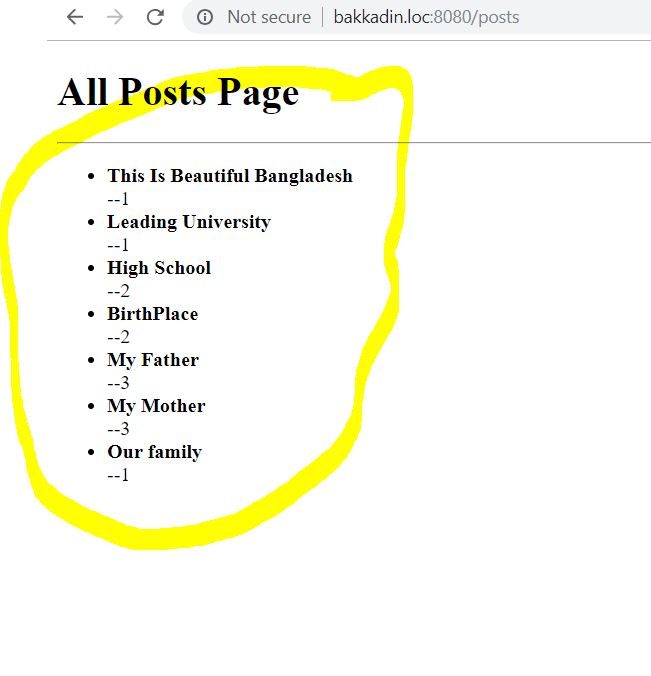 Not secure | bakkadin.loc:8080/posts
All Posts Page
• This Is Beautiful Bangladesh
--1
• Leading University
--1
• High School
--2
• BirthPlace
--2
• My Father
--3
• My Mother
--3
• Our family
--1